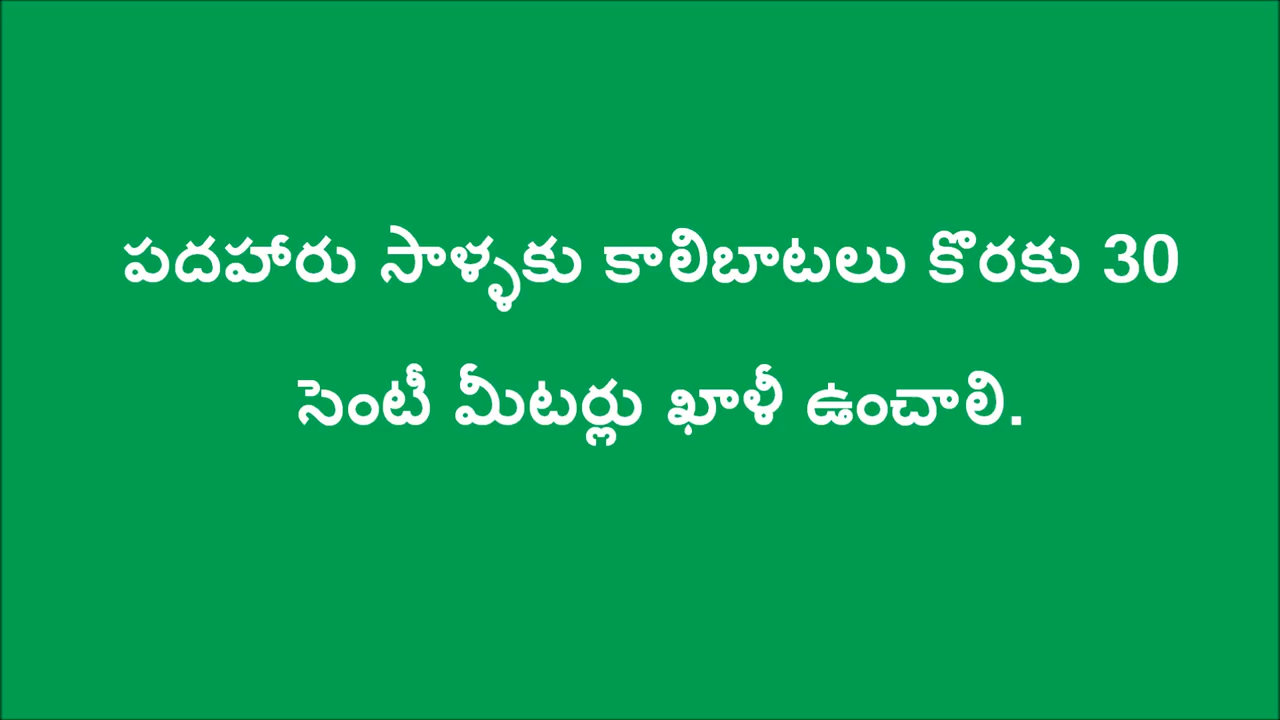 పదహారు సాళ్ళకు కాలిబాటలు కొరకు 30
సెంటీ మీటర్లు ఖాళీ ఉంచాలి.